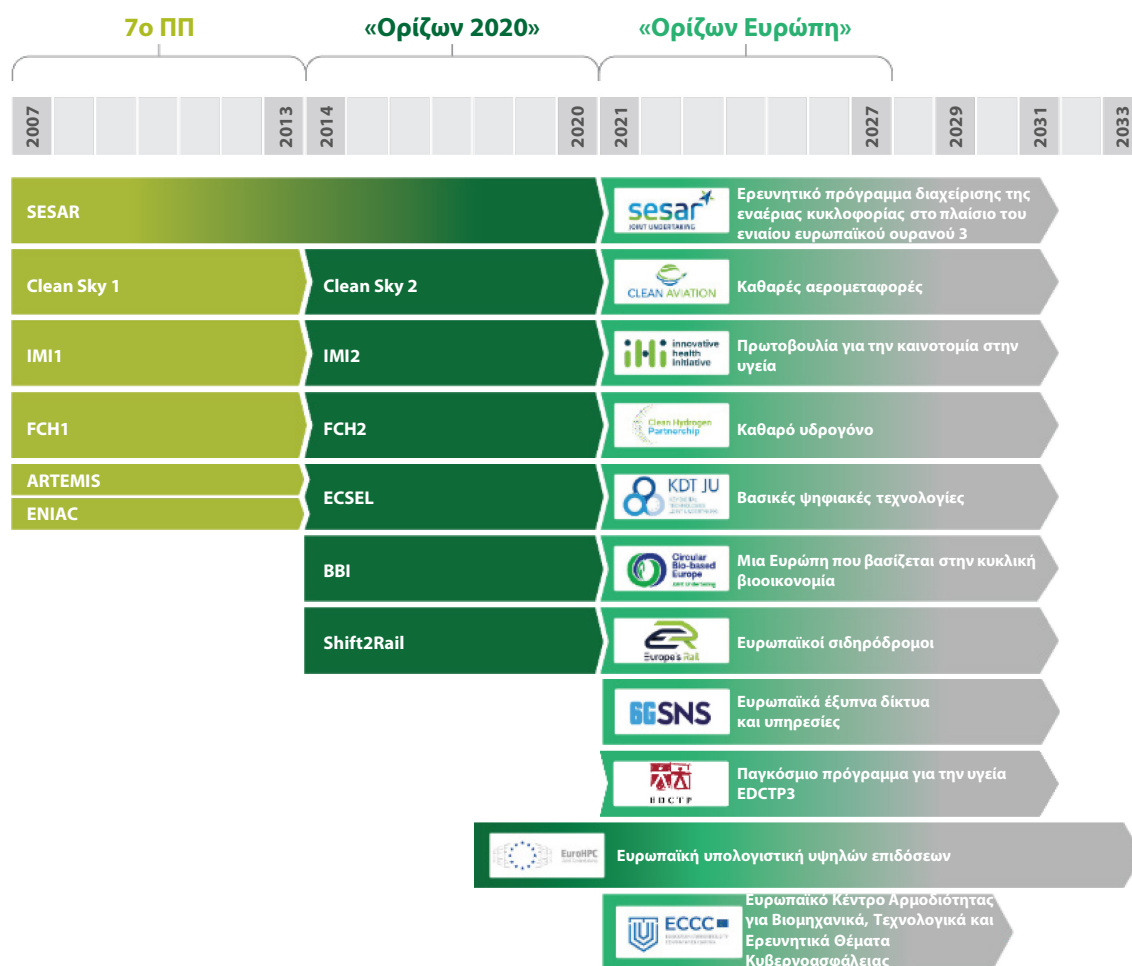 7ο ΠΠ
«Ορίζων 2020»
«Ορίζων Ευρώπη»
2007
2013
2014
2020
2021
2027
2029
2031
2033
SESAR
sesar
JOINT UNDERTAKING
Ερευνητικό πρόγραμμα διαχείρισης της
εναέριας κυκλοφορίας στο πλαίσιο του
ενιαίου ευρωπαϊκού ουρανού 3
Clean Sky 1
Clean Sky 2
CLEAN AVIATION
Καθαρές αερομεταφορές
IMI1
IMI2
iHi
innovative
health
initiative
Πρωτοβουλία για την καινοτομία στην
υγεία
FCH1
FCH2
Clean Hydrogen
Partnership
Καθαρό υδρογόνο
ARTEMIS
ENIAC
ECSEL
KDT JU
Βασικές ψηφιακές τεχνολογίες
BBI
Circular
Bio-based
Europe
Joint Undertaking
Μια Ευρώπη που βασίζεται στην κυκλική
βιοοικονομία
Shift2Rail
ER
Europe's Rail
Ευρωπαϊκοί σιδηρόδρομοι
6GSNS
Ευρωπαϊκά έξυπνα δίκτυα
και υπηρεσίες
EDCTP
Παγκόσμιο πρόγραμμα για την υγεία
EDCTP3
EuroHPC
Ευρωπαϊκή υπολογιστική υψηλών επιδόσεων
ECCC
Ευρωπαϊκό Κέντρο Αρμοδιότητας
για Βιομηχανικά, Τεχνολογικά και
Ερευνητικά Θέματα
Κυβερνοασφάλειας